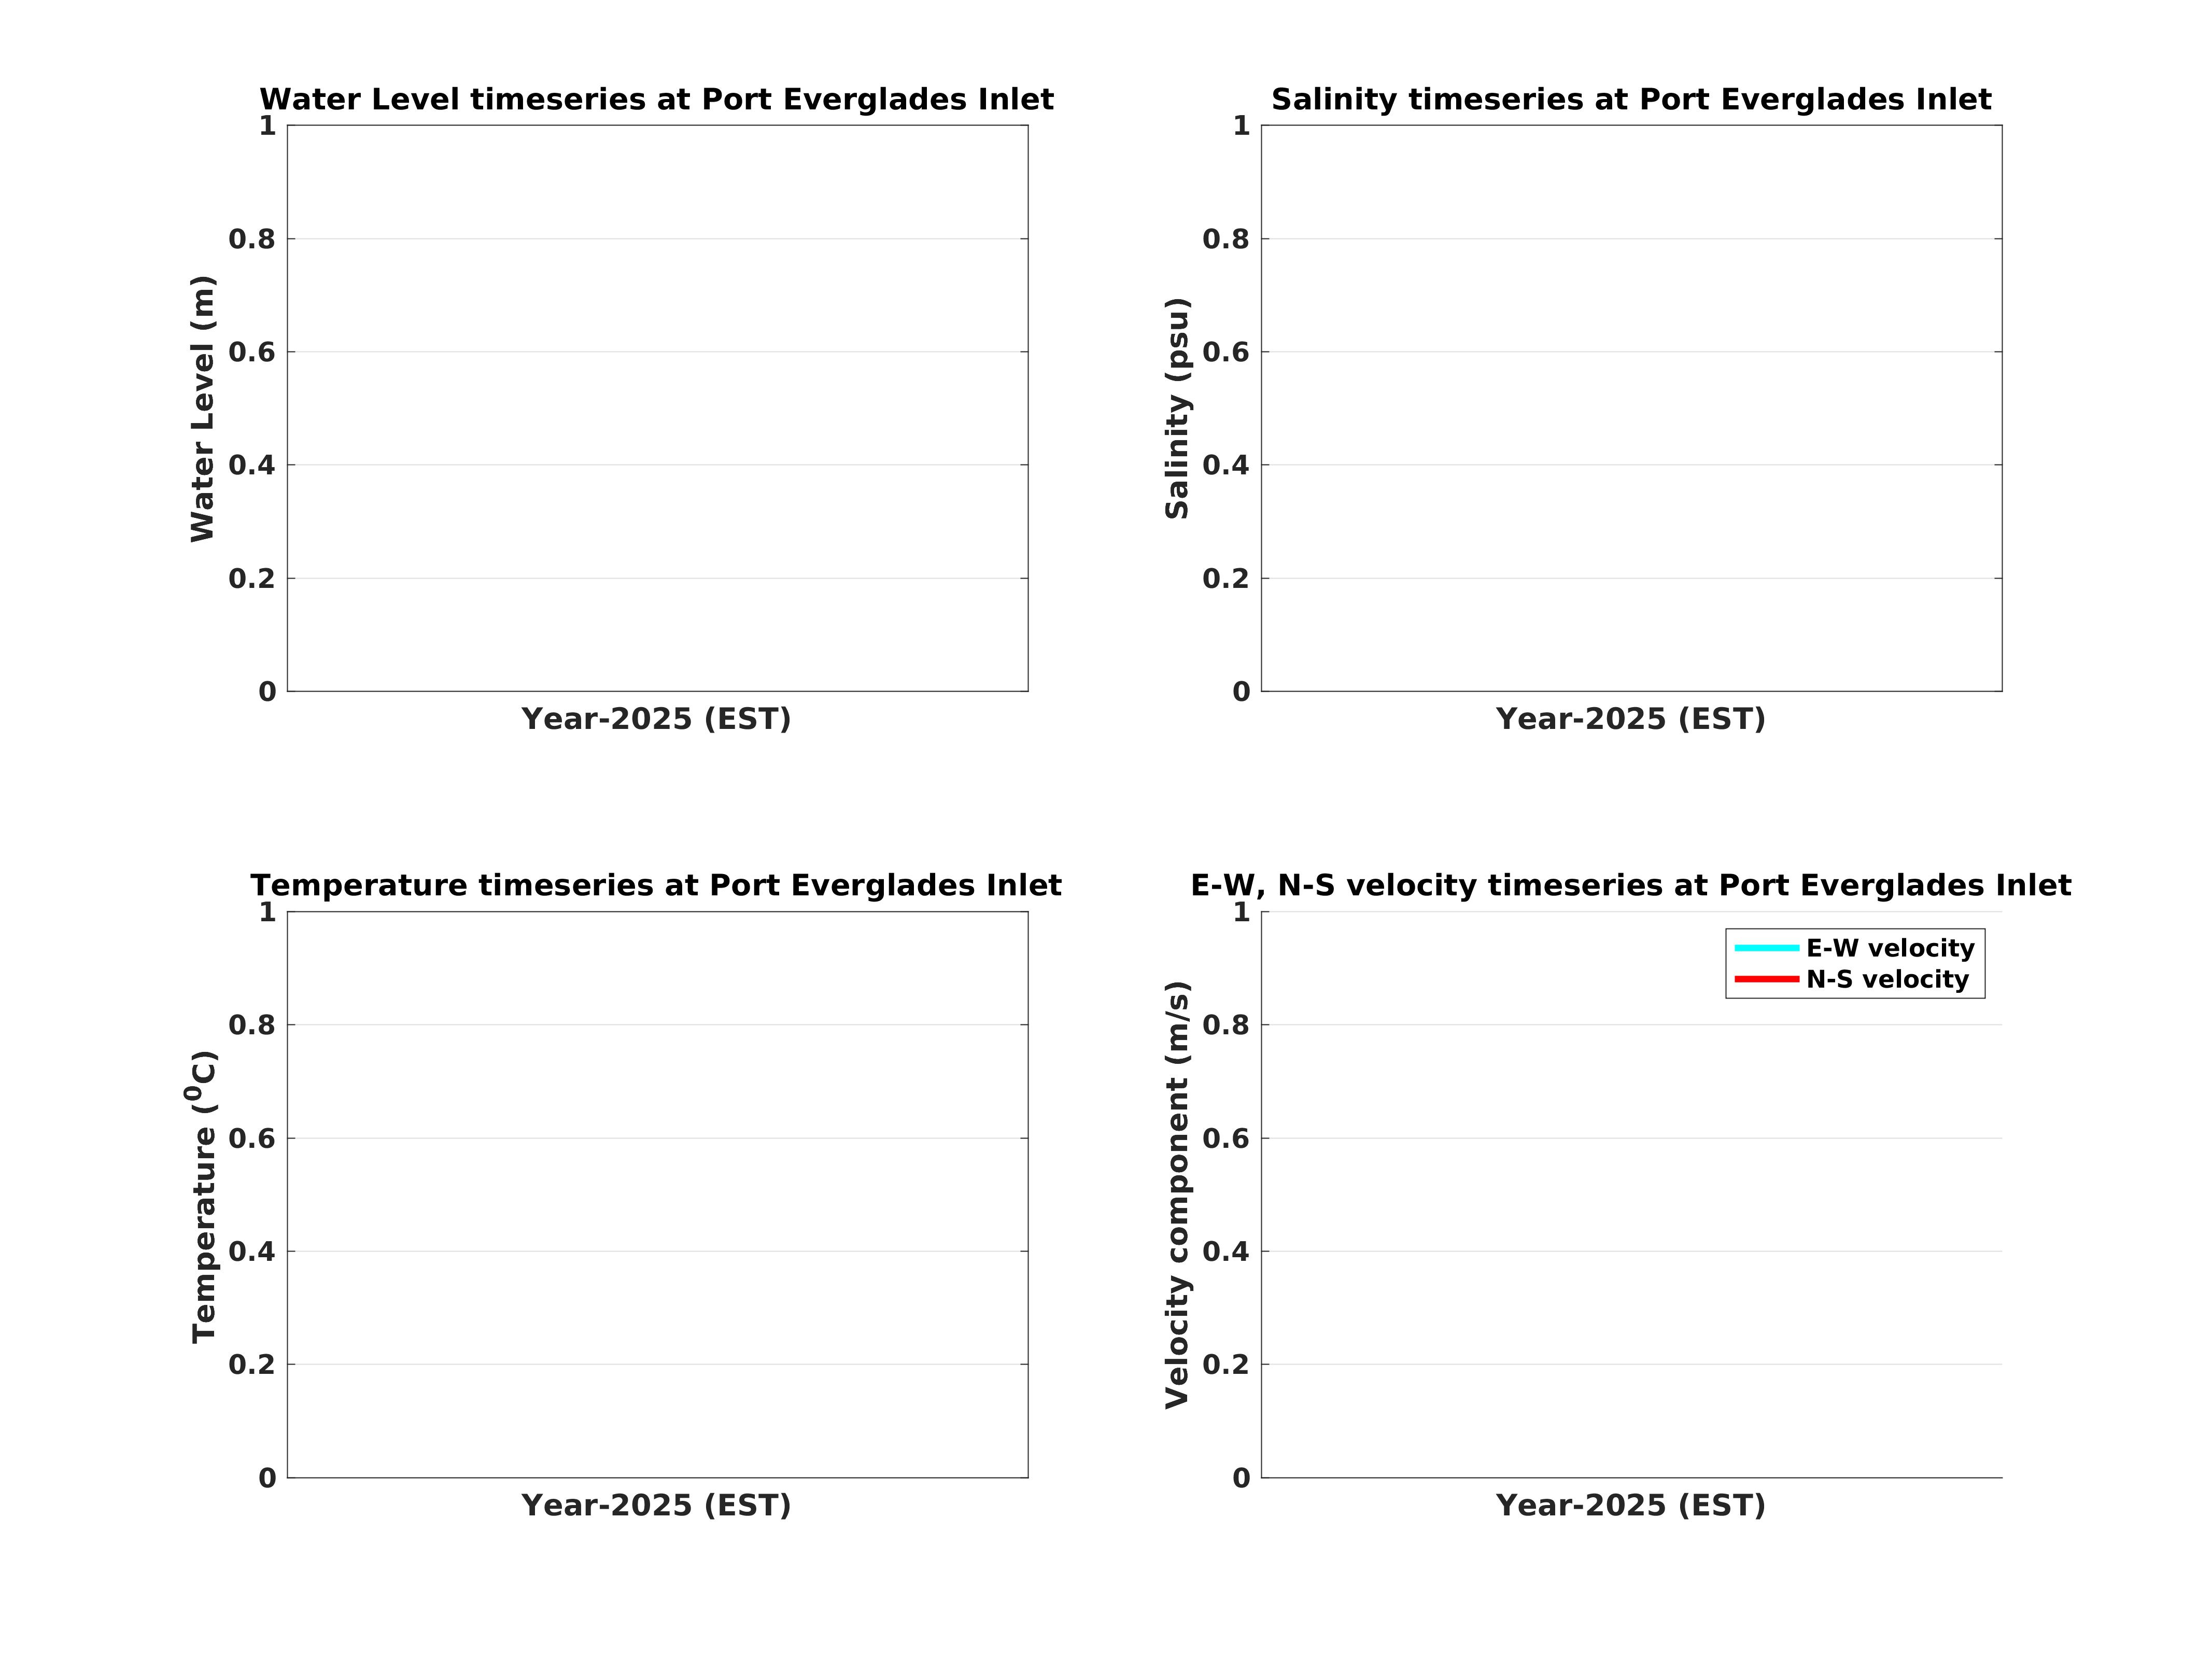 Water Level timeseries at Port Everglades Inlet
1
0.8
0.6
0.4
0.2
0
Water Level (m)
Year-2025 (EST)
Salinity timeseries at Port Everglades Inlet
1
0.8
0.6
0.4
0.2
0
Salinity (psu)
Year-2025 (EST)
Temperature timeseries at Port Everglades Inlet
1
0.8
0.6
0.4
0.2
0
Temperature (⁰C)
Year-2025 (EST)
E-W, N-S velocity timeseries at Port Everglades Inlet
1
0.8
0.6
0.4
0.2
0
Velocity component (m/s)
E-W velocity
N-S velocity
Year-2025 (EST)